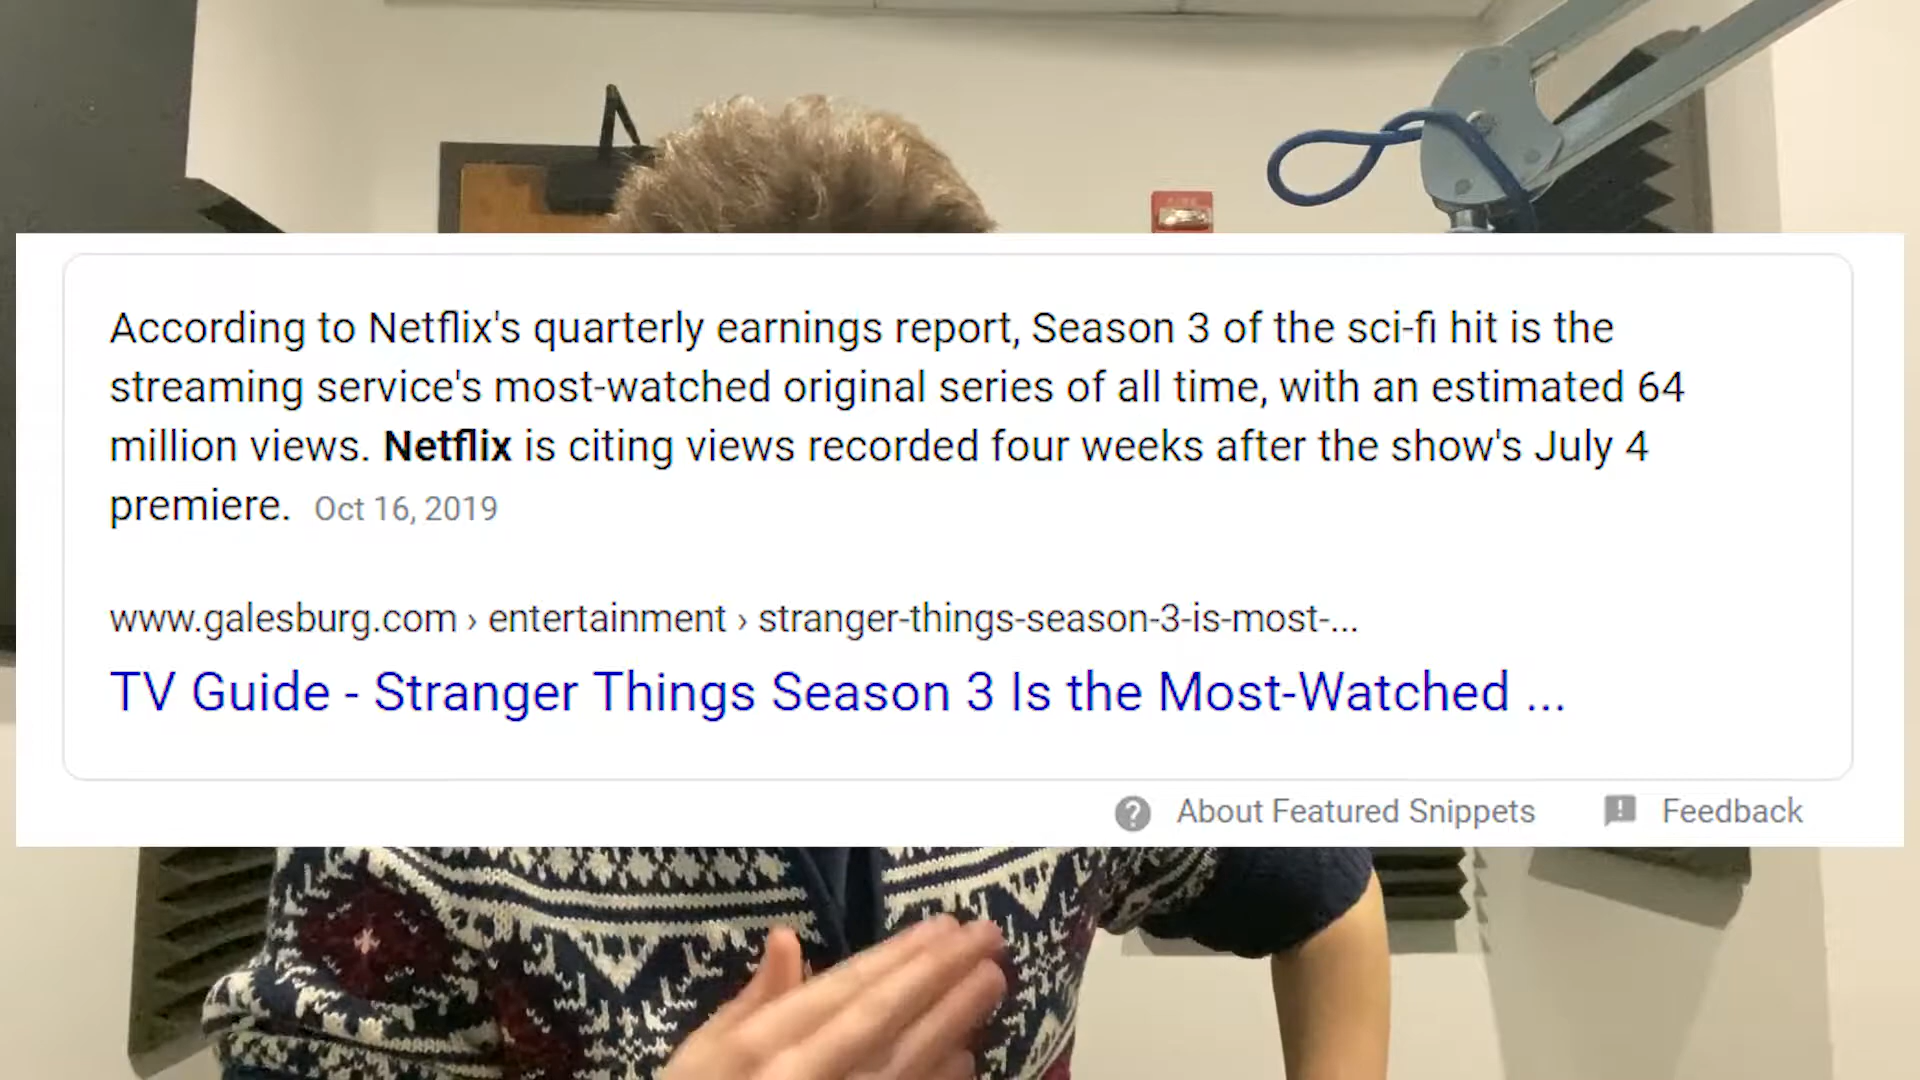 According to Netflix's quarterly earnings report, Season 3 of the sci-fi hit is the
streaming service's most-watched original series of all time, with an estimated 64
million views. Netflix is citing views recorded four weeks after the show's July 4
premiere. Oct 16, 2019
www.galesburg.com › entertainment › stranger-things-season-3-is-most-...
TV Guide - Stranger Things Season 3 Is the Most-Watched ...
About Featured Snippets Feedback